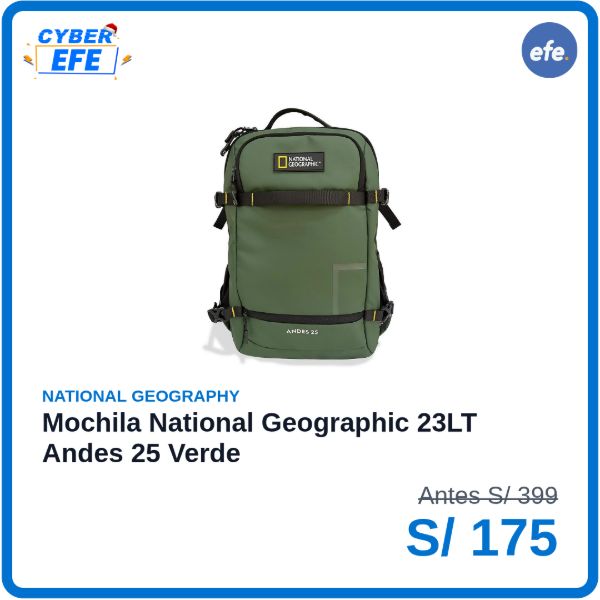 CYBER
EFE
efe.
NATIONAL
GEOGRAPHIC
ANDES 25
NATIONAL GEOGRAPHY
Mochila National Geographic 23LT
Andes 25 Verde
Antes S/ 399
S/ 175